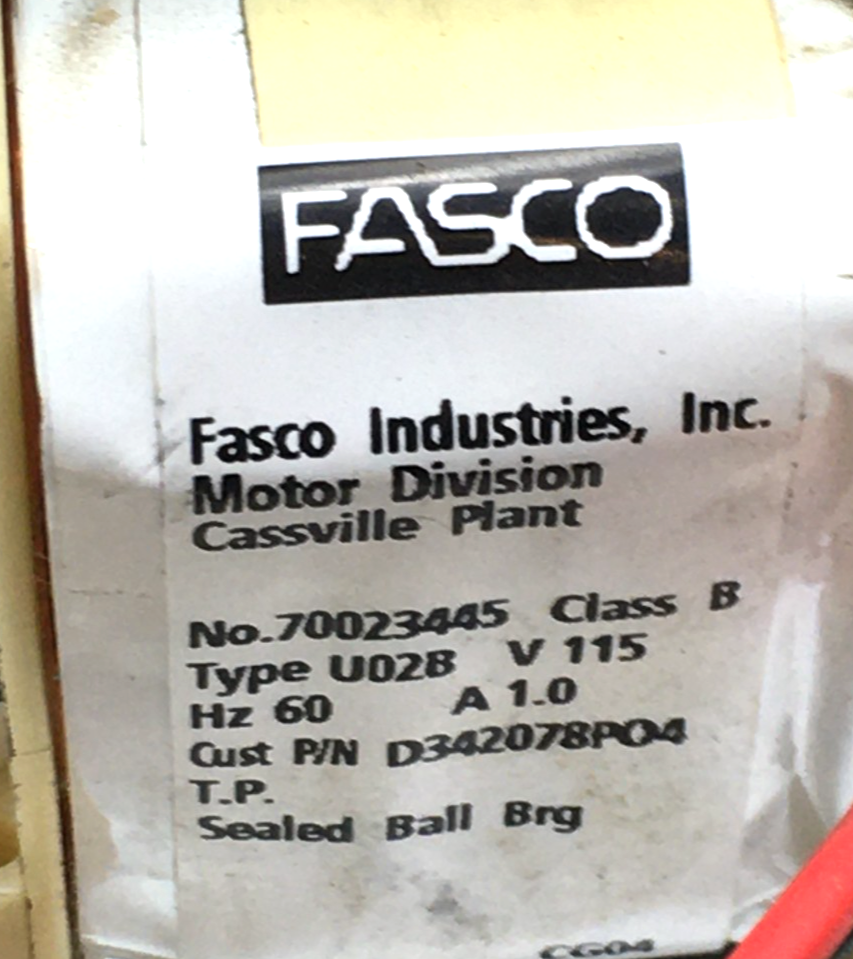 FASCO
Fasco Industries, Inc.
Motor Division
Cassville Plant
No.70023445 Class B
Type U02B V 115
Hz 60 A 1.0
Cust P/N D342078P04
T.P.
Sealed Ball Brg
CG04